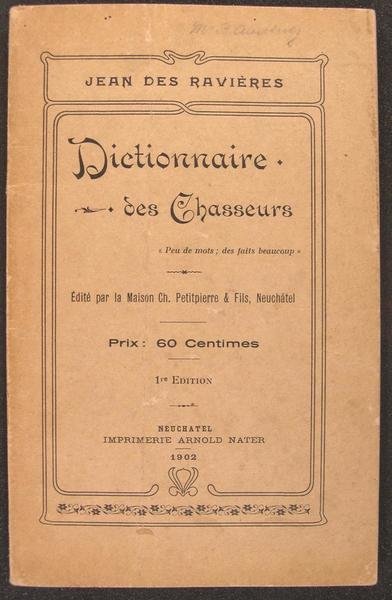 JEAN DES RAVIÈRES
Dictionnaire
des Chasseurs
« Peu de mots ; des faits beaucoup »
Édité par la Maison Ch. Petitpierre & Fils, Neuchâtel
Prix : 60 Centimes
1re EDITION
NEUCHATEL
IMPRIMERIE ARNOLD NATER
1902